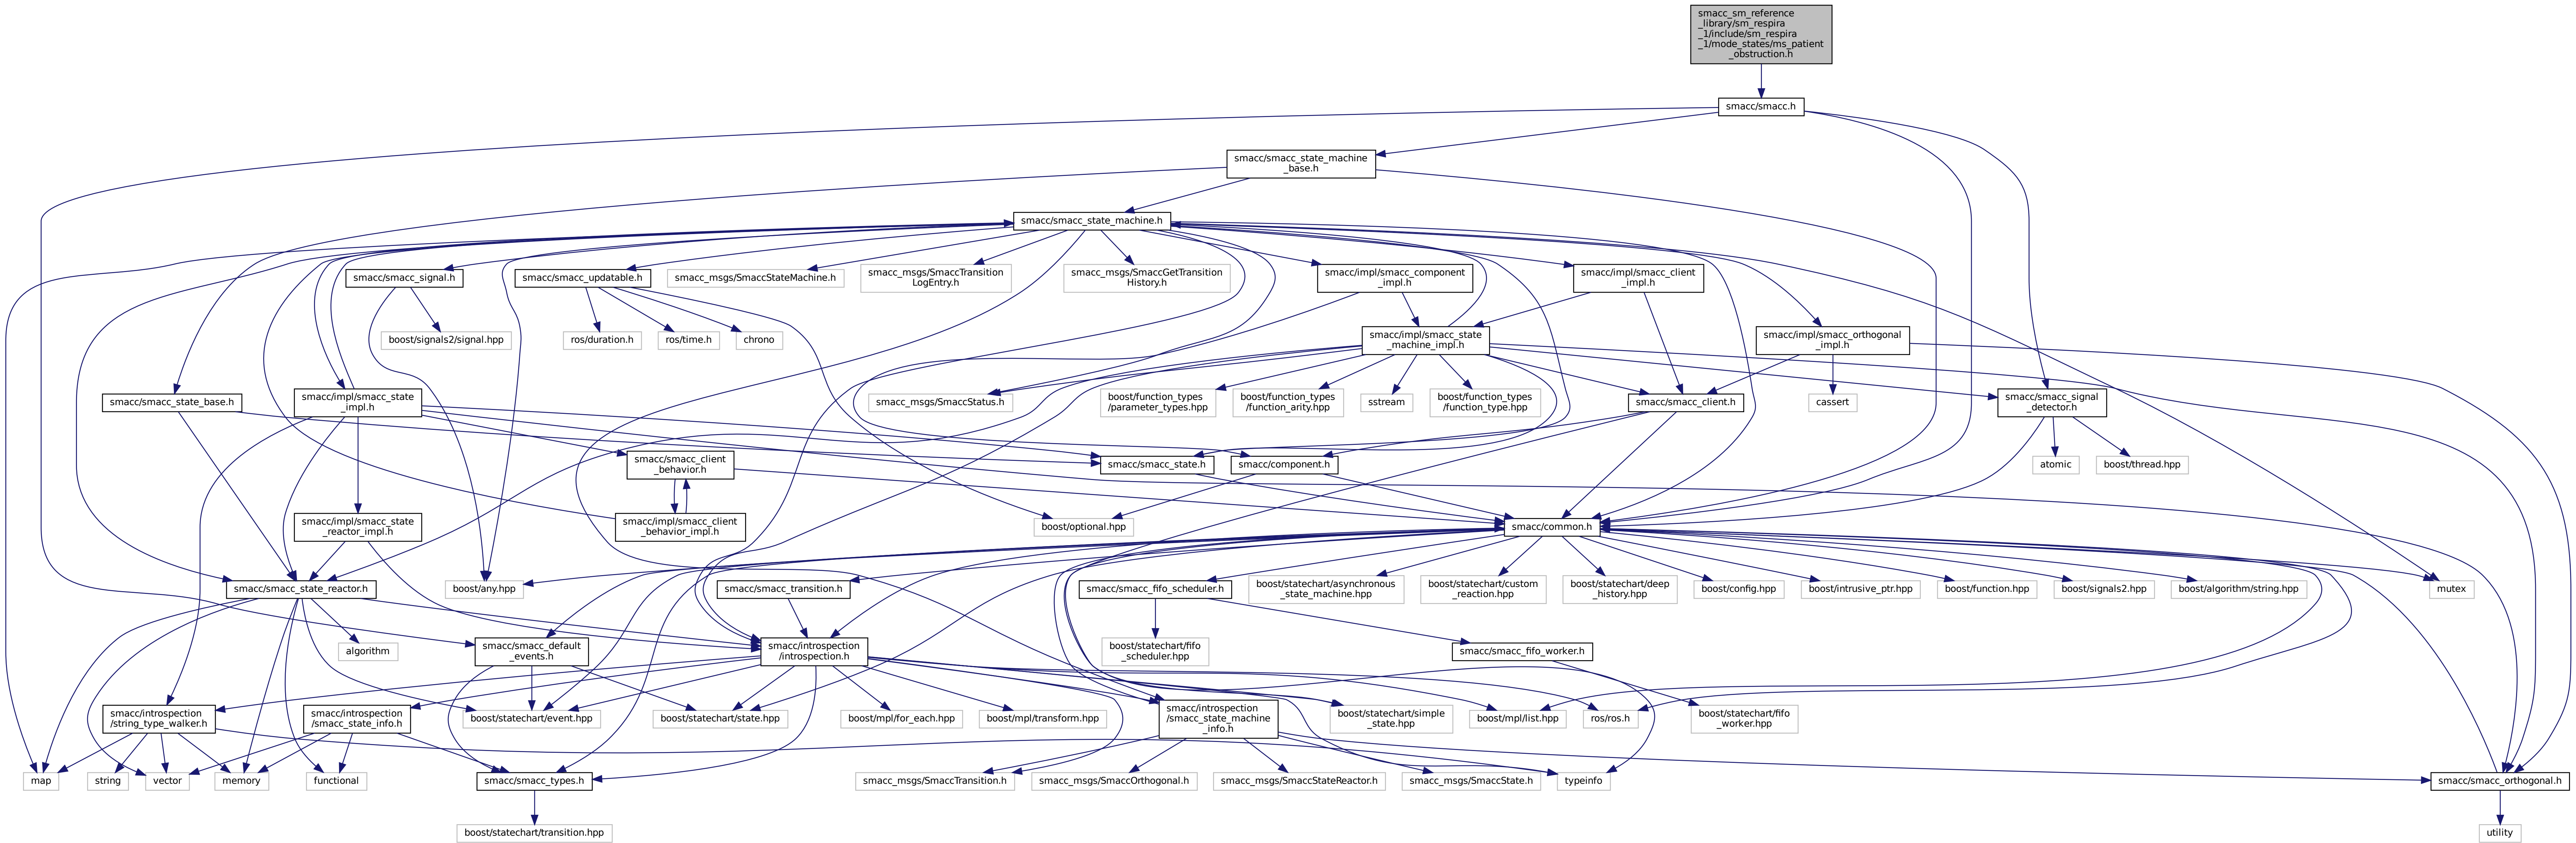 smacc_sm_reference
_library/sm_respira
_1/include/sm_respira
_1/mode_states/ms_patient
_obstruction.h
smacc/smacc.h
smacc/smacc_state_machine
_base.h
smacc/smacc_state_machine.h
smacc/smacc_signal.h
smacc/smacc_updatable.h
smacc_msgs/SmaccStateMachine.h
smacc_msgs/SmaccTransition
LogEntry.h
smacc_msgs/SmaccGetTransition
History.h
smacc/impl/smacc_component
_impl.h
smacc/impl/smacc_client
_impl.h
boost/signals2/signal.hpp
ros/duration.h
ros/time.h
chrono
smacc/impl/smacc_state
_machine_impl.h
smacc/impl/smacc_orthogonal
_impl.h
smacc/smacc_state_base.h
smacc/impl/smacc_state
_impl.h
smacc_msgs/SmaccStatus.h
boost/function_types
/parameter_types.hpp
boost/function_types
/function_arity.hpp
sstream
boost/function_types
/function_type.hpp
smacc/smacc_client.h
cassert
smacc/smacc_signal
_detector.h
smacc/smacc_client
_behavior.h
smacc/smacc_state.h
smacc/component.h
atomic
boost/thread.hpp
smacc/impl/smacc_state
_reactor_impl.h
smacc/impl/smacc_client
_behavior_impl.h
boost/optional.hpp
smacc/common.h
smacc/smacc_state_reactor.h
boost/any.hpp
smacc/smacc_transition.h
smacc/smacc_fifo_scheduler.h
boost/statechart/asynchronous
_state_machine.hpp
boost/statechart/custom
_reaction.hpp
boost/statechart/deep
_history.hpp
boost/config.hpp
boost/intrusive_ptr.hpp
boost/function.hpp
boost/signals2.hpp
boost/algorithm/string.hpp
mutex
algorithm
smacc/smacc_default
_events.h
smacc/introspection
/introspection.h
boost/statechart/fifo
_scheduler.hpp
smacc/smacc_fifo_worker.h
smacc/introspection
/string_type_walker.h
smacc/introspection
/smacc_state_info.h
boost/statechart/event.hpp
boost/statechart/state.hpp
boost/mpl/for_each.hpp
boost/mpl/transform.hpp
smacc/introspection
/smacc_state_machine
_info.h
boost/statechart/simple
_state.hpp
boost/mpl/list.hpp
ros/ros.h
boost/statechart/fifo
_worker.hpp
map
string
vector
memory
functional
smacc/smacc_types.h
smacc_msgs/SmaccTransition.h
smacc_msgs/SmaccOrthogonal.h
smacc_msgs/SmaccStateReactor.h
smacc_msgs/SmaccState.h
typeinfo
smacc/smacc_orthogonal.h
boost/statechart/transition.hpp
utility